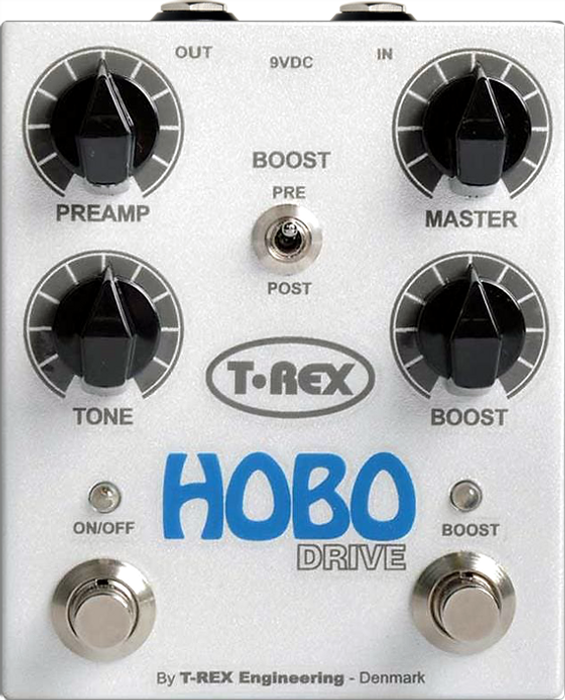 OUT
9VDC
IN
BOOST
PRE
PREAMP
MASTER
POST
T•REX
TONE
BOOST
HOBO
ON/OFF
BOOST
DRIVE
By T-REX Engineering - Denmark